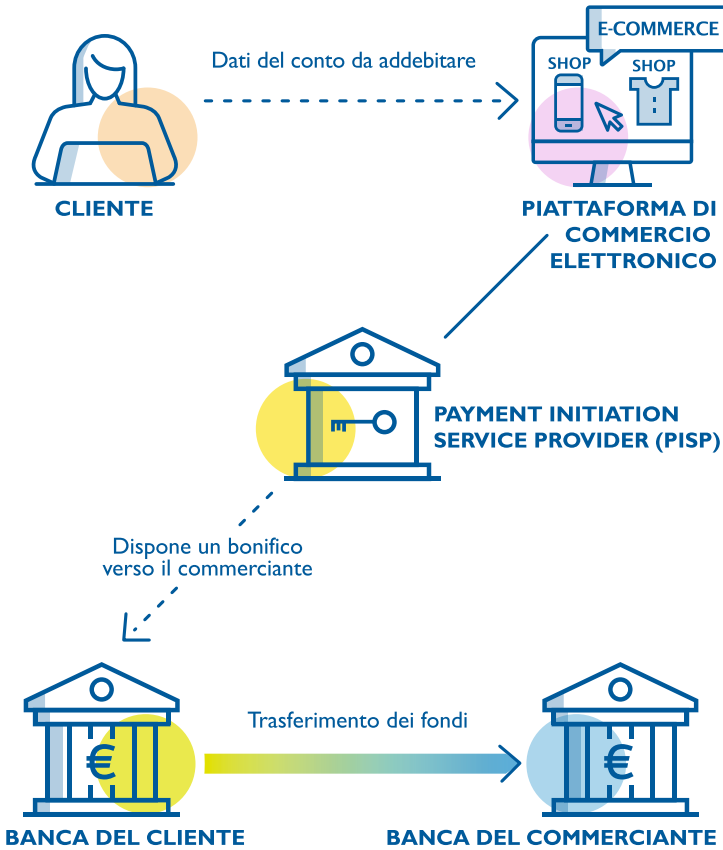 E-COMMERCE
Dati del conto da addebitare
SHOP
SHOP
CLIENTE
PIATTAFORMA DI
COMMERCIO
ELETTRONICO
PAYMENT INITIATION
SERVICE PROVIDER (PISP)
Dispone un bonifico
verso il commerciante
Trasferimento dei fondi
€
€
BANCA DEL CLIENTE
BANCA DEL COMMERCIANTE